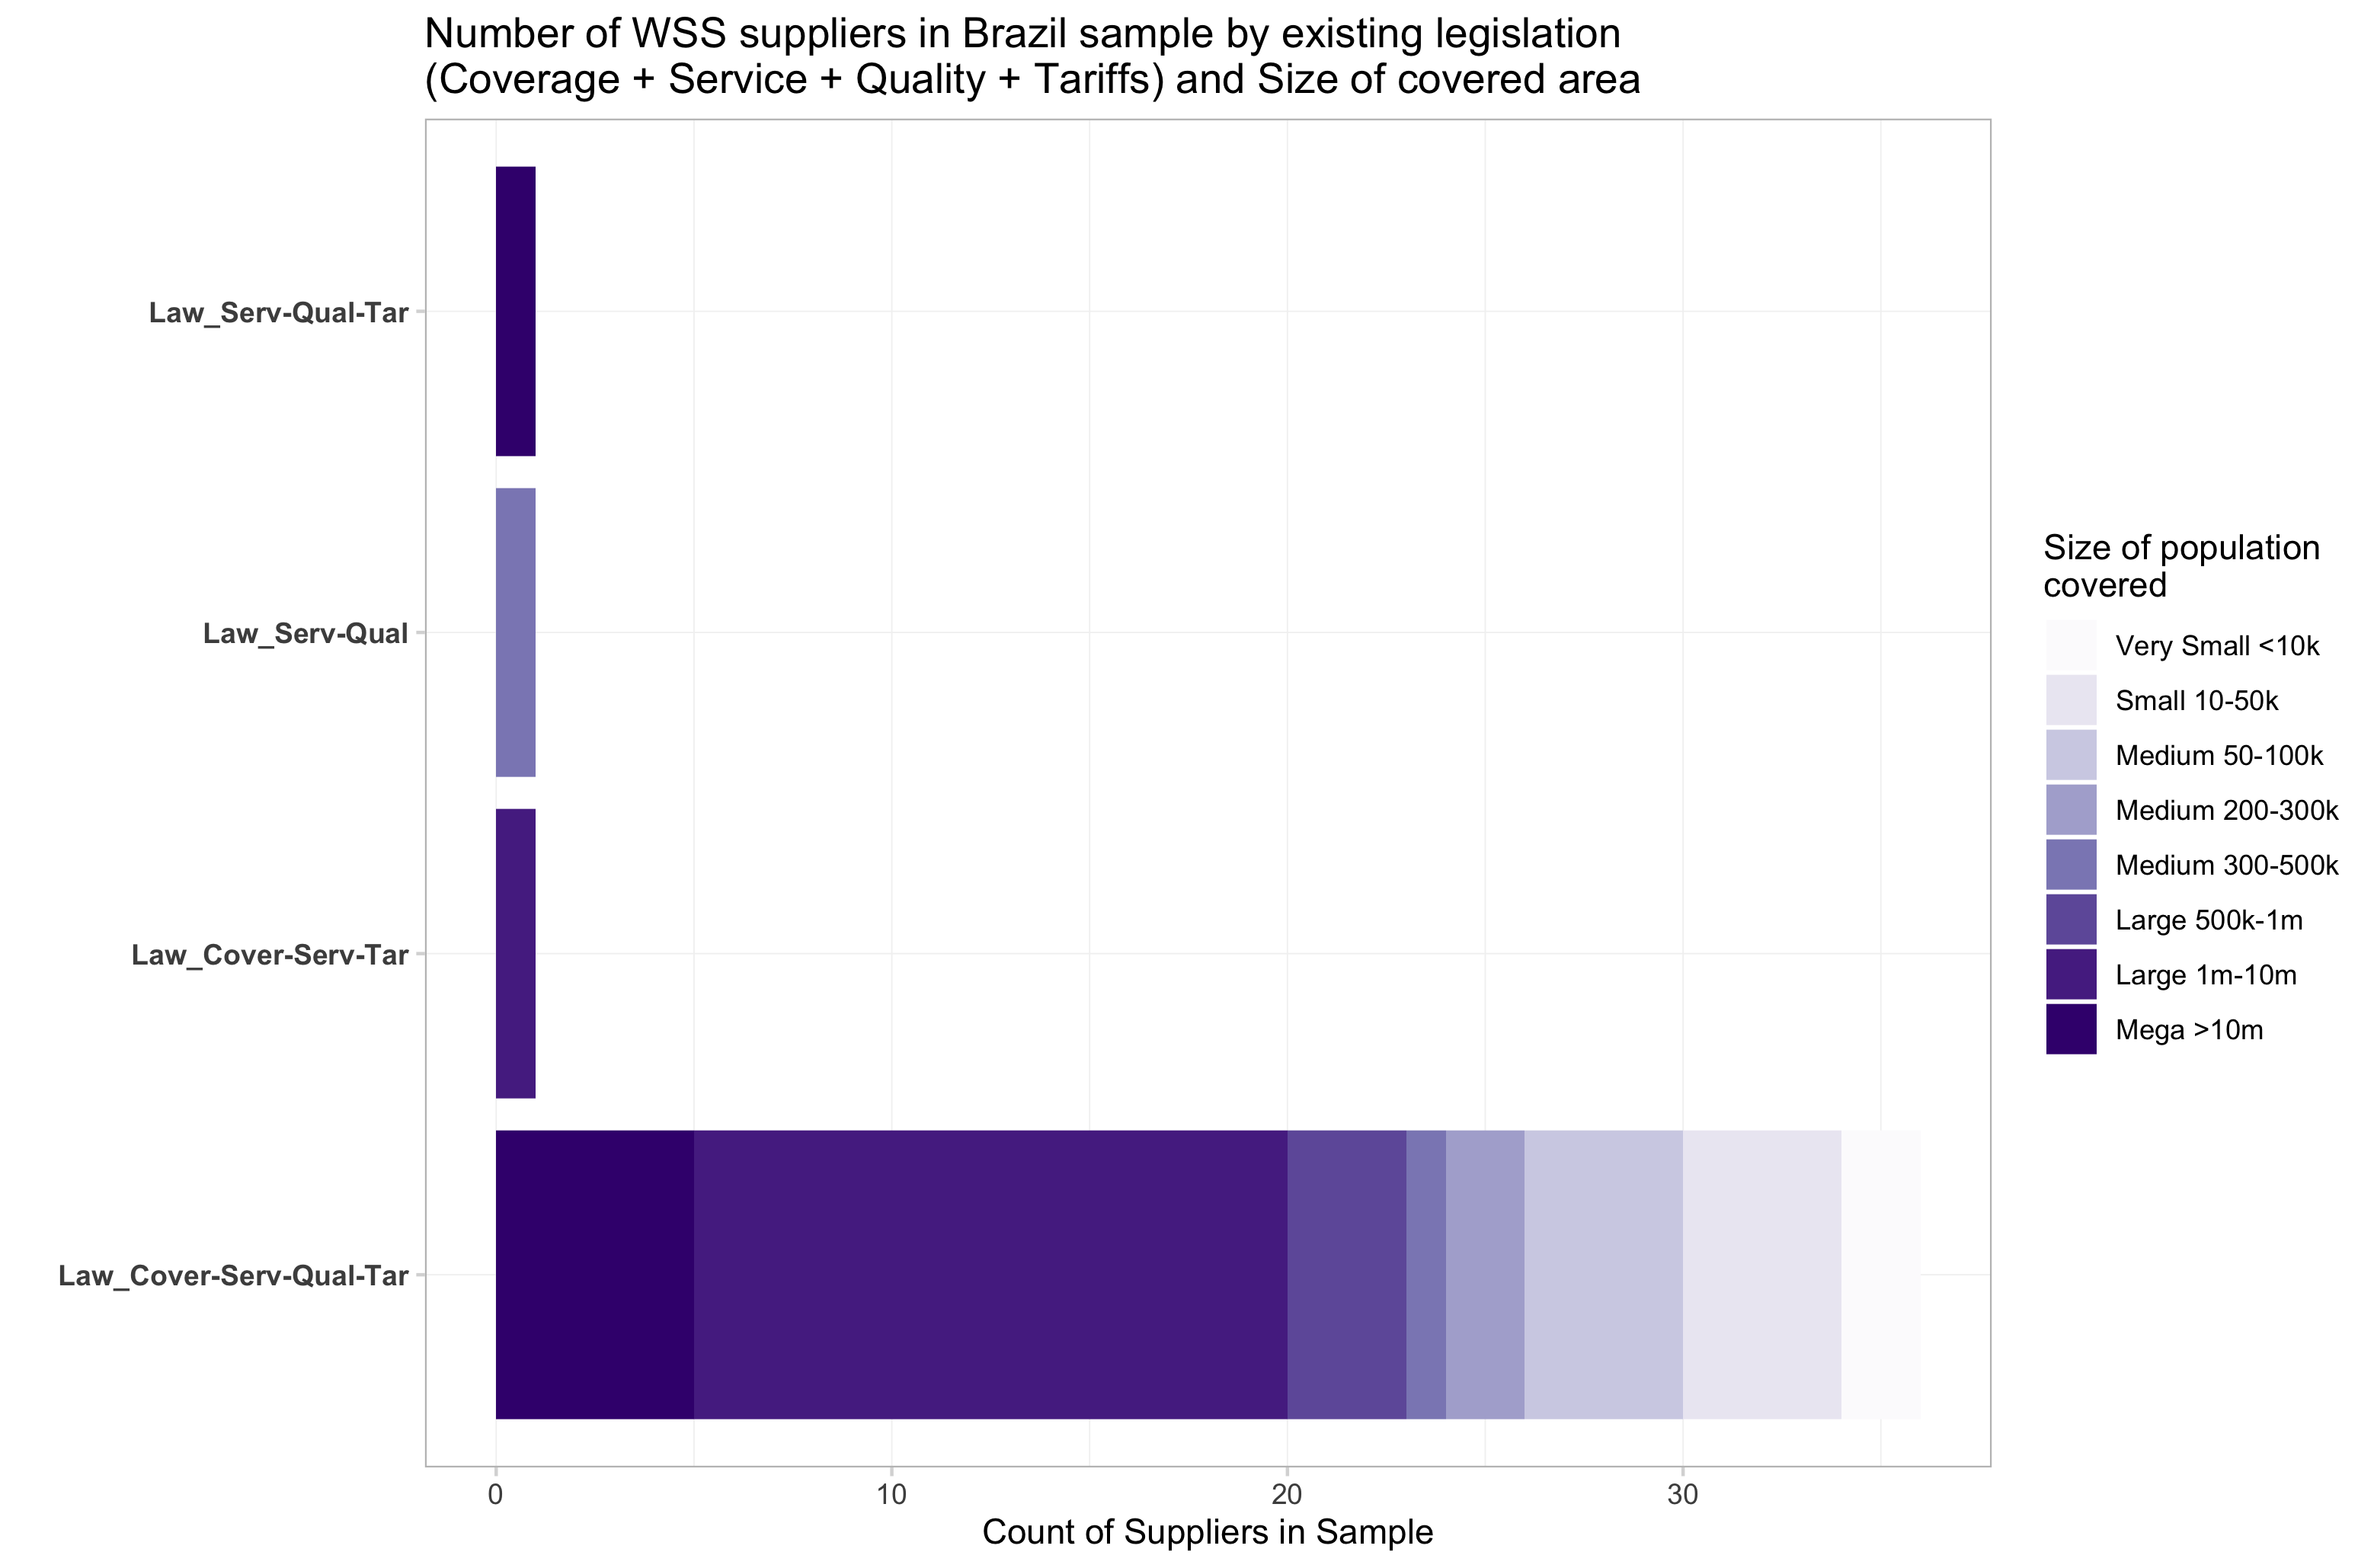 Number of WSS suppliers in Brazil sample by existing legislation
(Coverage + Service + Quality + Tariffs) and Size of covered area
Law_Serv-Qual-Tar
Law_Serv-Qual
Law_Cover-Serv-Tar
Law_Cover-Serv-Qual-Tar
0
10
20
30
Count of Suppliers in Sample
Size of population
covered
Very Small <10k
Small 10-50k
Medium 50-100k
Medium 200-300k
Medium 300-500k
Large 500k-1m
Large 1m-10m
Mega >10m